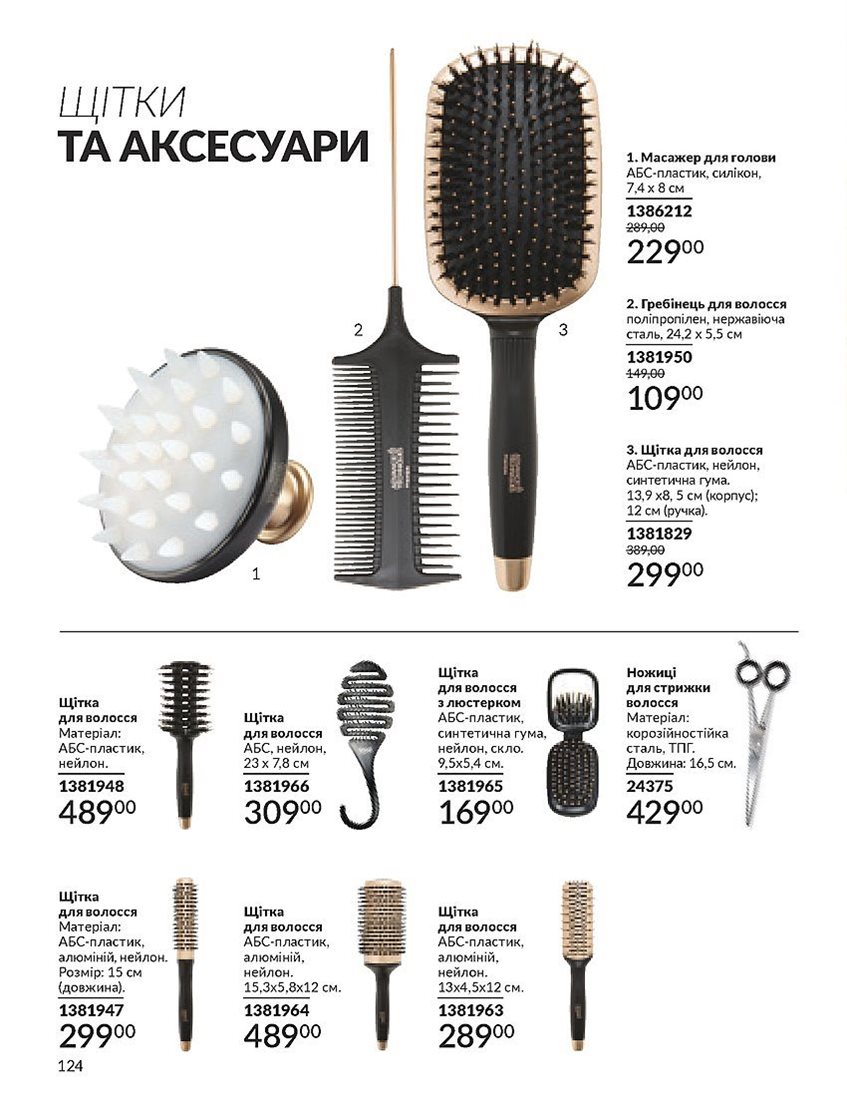 ЩІТКИ
ТА АКСЕСУАРИ
1. Масажер для голови
АБС-пластик, силікон,
7,4 х 8 см
1386212
289,00
229 00
2. Гребінець для волосся
поліпропілен, нержавіюча
сталь, 24,2 х 5,5 см
1381950
149,00
109 00
3. Щітка для волосся
АБС-пластик, нейлон,
синтетична гума.
13,9 х8, 5 см (корпус);
12 см (ручка).
1381829
389,00
299 00
1
2
3
Щітка
для волосся
Матеріал:
АБС-пластик,
нейлон.
1381948
489 00
Щітка
для волосся
АБС, нейлон,
23 х 7,8 см
1381966
309 00
Щітка
для волосся
з люстерком
АБС-пластик,
синтетична гума,
нейлон, скло.
9,5х5,4 см.
1381965
169 00
Ножиці
для стрижки
волосся
Матеріал:
корозійностійка
сталь, ТПГ.
Довжина: 16,5 см.
24375
429 00
Щітка
для волосся
Матеріал:
АБС-пластик,
алюміній, нейлон.
Розмір: 15 см
(довжина).
1381947
299 00
Щітка
для волосся
АБС-пластик,
алюміній,
нейлон.
15,3х5,8х12 см.
1381964
489 00
Щітка
для волосся
АБС-пластик,
алюміній,
нейлон.
13х4,5х12 см.
1381963
289 00
124